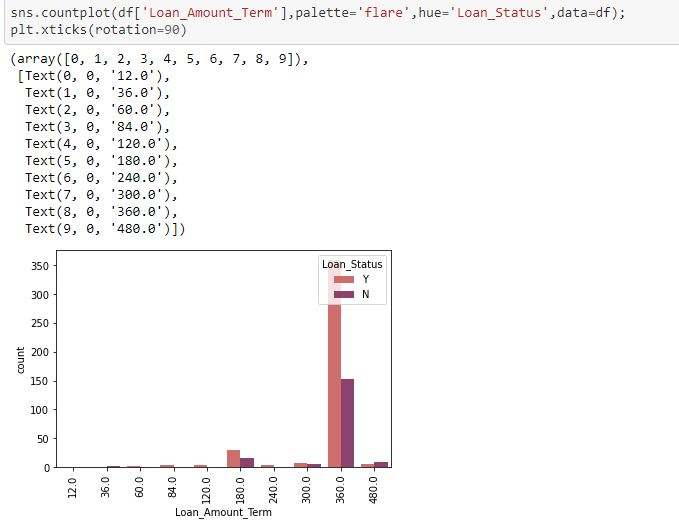 sns.countplot(df['Loan_Amount_Term'],palette='flare',hue='Loan_Status',data=df);
plt.xticks(rotation=90)
(array([0, 1, 2, 3, 4, 5, 6, 7, 8, 9]),
[Text(0, 0, '12.0'),
Text(1, 0, '36.0'),
Text(2, 0, '60.0'),
Text(3, 0, '84.0'),
Text(4, 0, '120.0'),
Text(5, 0, '180.0'),
Text(6, 0, '240.0'),
Text(7, 0, '300.0'),
Text(8, 0, '360.0'),
Text(9, 0, '480.0')])
Loan_Status
Y
N
350
300
250
200
150
100
50
0
count
12.0 36.0 60.0 84.0 120.0 180.0 240.0 300.0 360.0 480.0
Loan_Amount_Term